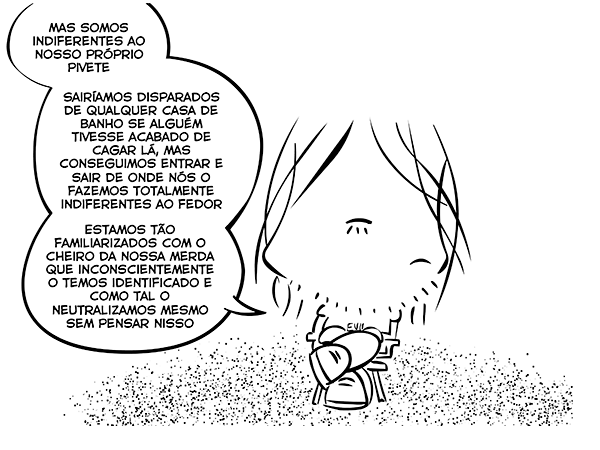 MAS SOMOS
INDIFERENTES AO
NOSSO PRÓPRIO
PIVETE
SAIRÍAMOS DISPARADOS
DE QUALQUER CASA DE
BANHO SE ALGUÉM
TIVESSE ACABADO DE
CAGAR LÁ, MAS
CONSEGUIMOS ENTRAR E
SAIR DE ONDE NÓS O
FAZEMOS TOTALMENTE
INDIFERENTES AO FEDOR
ESTAMOS TÃO
FAMILIARIZADOS COM O
CHEIRO DA NOSSA MERDA
QUE INCONSCIENTEMENTE
O TEMOS IDENTIFICADO E
COMO TAL O
NEUTRALIZAMOS MESMO
SEM PENSAR NISSO
EVIL